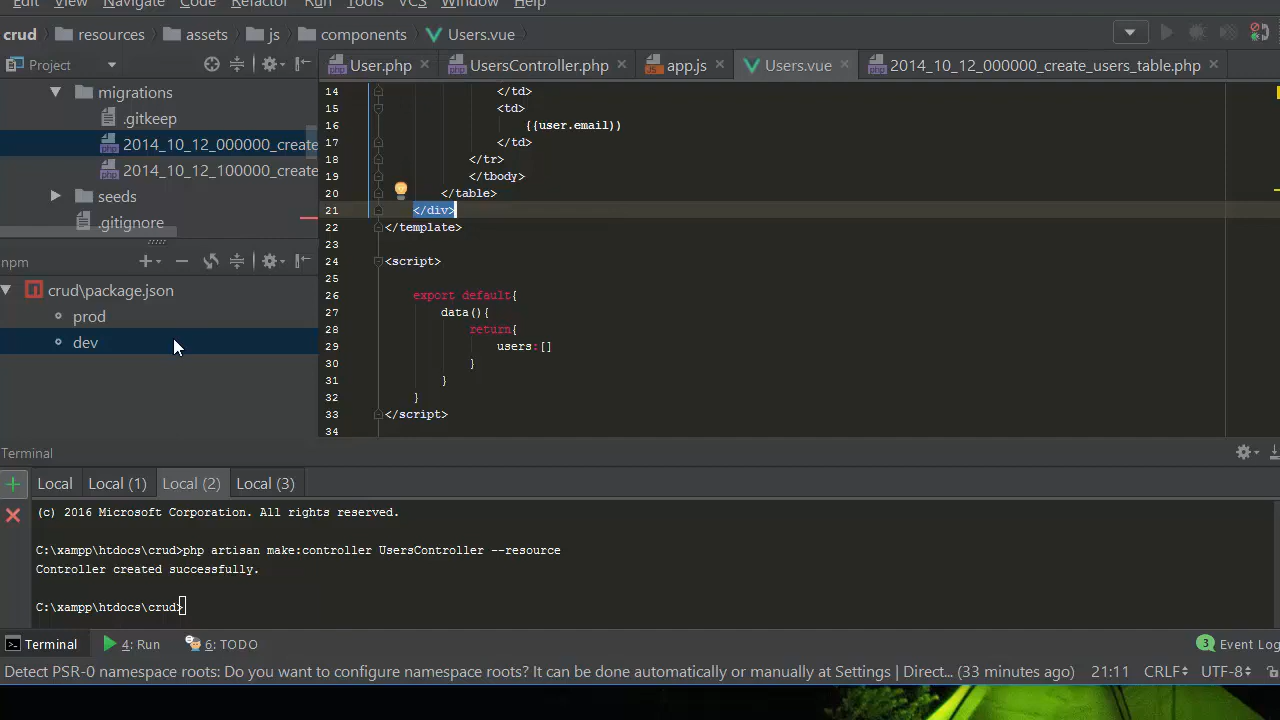 Edit View Navigate Code Refactor Run Tools VCS Window Help
crud resources assets js components Users.vue
Project
User.php UsersController.php app.js Users.vue 2014_10_12_000000_create_users_table.php
migrations
.gitkeep
2014_10_12_000000_create
2014_10_12_100000_create
seeds
.gitignore
npm
crud\package.json
prod
dev
14 </td>
15 <td>
16 {{user.email}}
17 </td>
18 </tr>
19 </tbody>
20 </table>
21 </div>
22 </template>
23
24 <script>
25
26 export default{
27 data(){
28 return{
29 users:[]
30 }
31 }
32 }
33 </script>
34
Terminal
Local Local (1) Local (2) Local (3)
(c) 2016 Microsoft Corporation. All rights reserved.
C:\xampp\htdocs\crud>php artisan make:controller UsersController --resource
Controller created successfully.
C:\xampp\htdocs\crud>
Terminal 4: Run 6: TODO 3 Event Log
Detect PSR-0 namespace roots: Do you want to configure namespace roots? It can be done automatically or manually at Settings | Direct... (33 minutes ago) 21:11 CRLF UTF-8